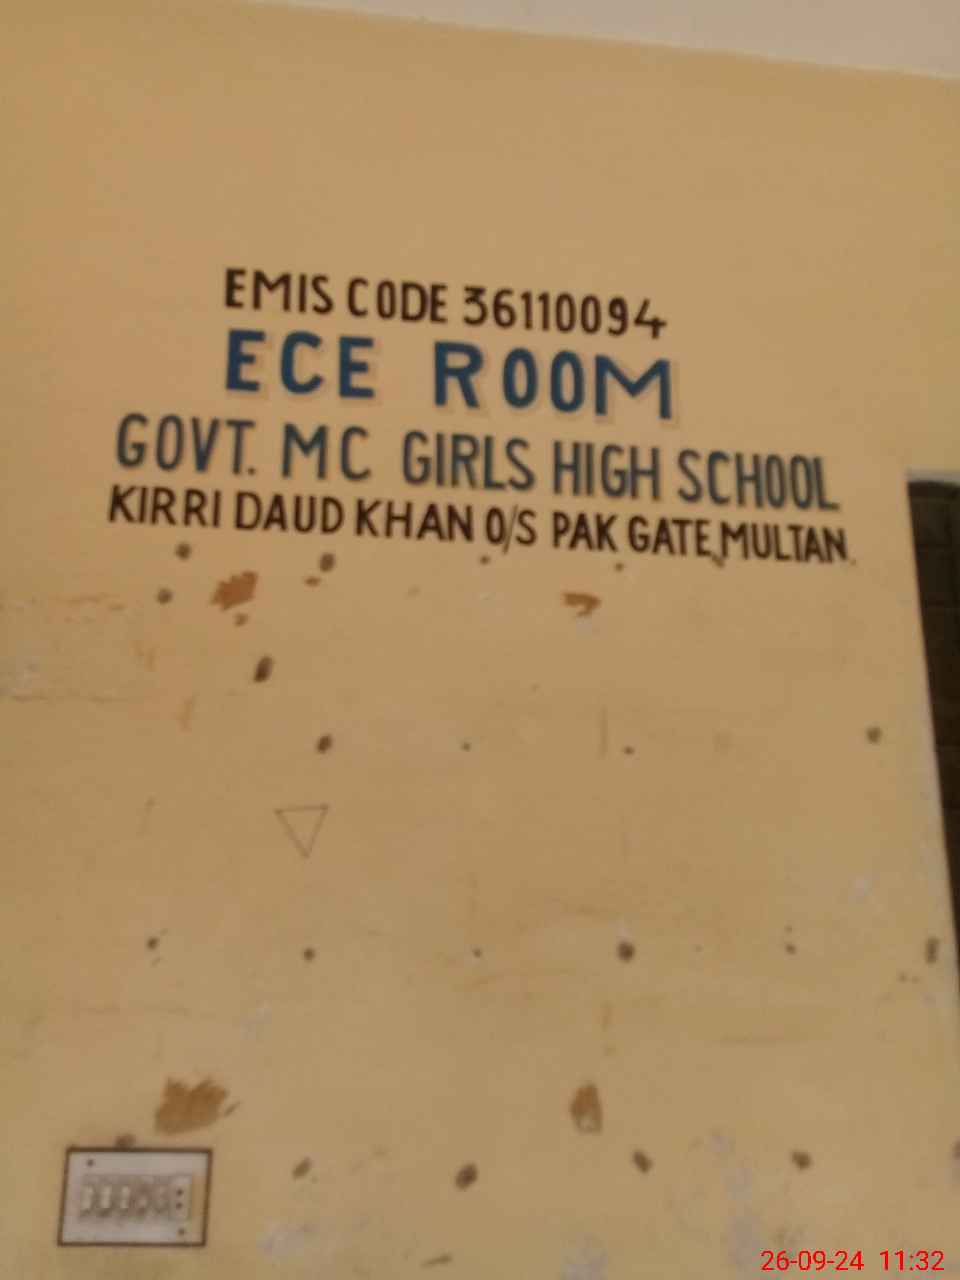 EMIS CODE 36110094
ECE ROOM
GOVT. MC GIRLS HIGH SCHOOL
KIRRI DAUD KHAN O/S PAK GATE, MULTAN.
26-09-24 11:32